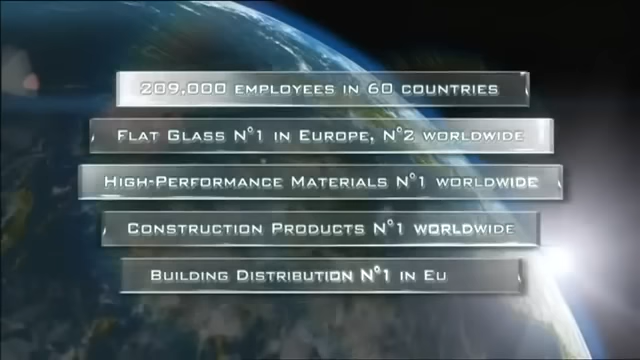 209,000 employees in 60 countries
Flat Glass N°1 in Europe, N°2 worldwide
High-Performance Materials N°1 worldwide
Construction Products N°1 worldwide
Building Distribution N°1 in Eu